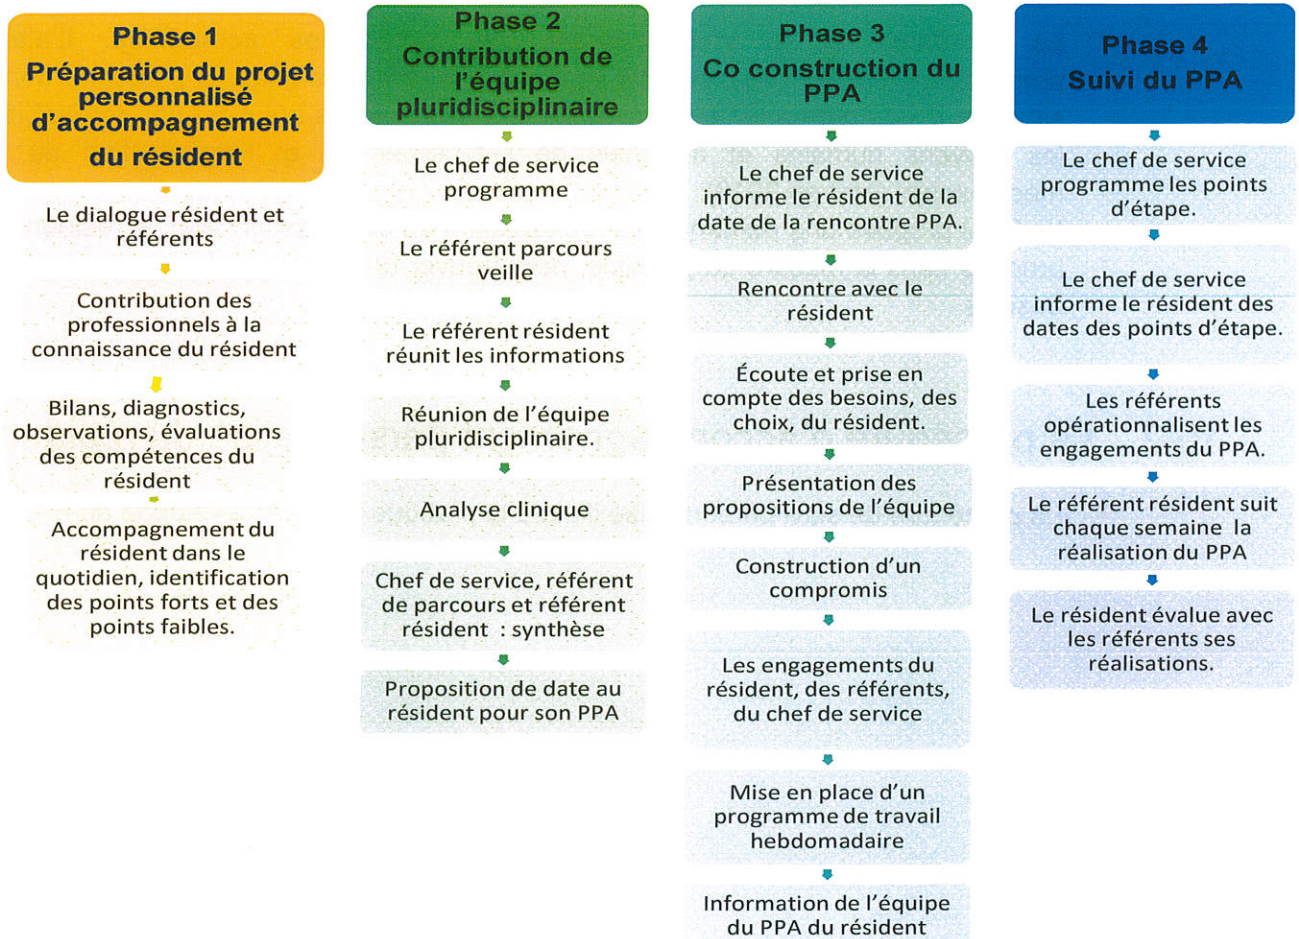 Phase 1
Préparation du projet
personnalisé
d'accompagnement
du résident
Le dialogue résident et
référents
Contribution des
professionnels à la
connaissance du résident
Bilans, diagnostics,
observations, évaluations
des compétences du
résident
Accompagnement du
résident dans le
quotidien, identification
des points forts et des
points faibles.
Phase 2
Contribution de
l'équipe
pluridisciplinaire
Le chef de service
programme
Le référent parcours
veille
Le référent résident
réunit les informations
Réunion de l'équipe
pluridisciplinaire.
Analyse clinique
Chef de service, référent
de parcours et référent
résident : synthèse
Proposition de date au
résident pour son PPA
Phase 3
Co construction du
PPA
Le chef de service
informe le résident de la
date de la rencontre PPA.
Rencontre avec le
résident
Écoute et prise en
compte des besoins, des
choix, du résident.
Présentation des
propositions de l'équipe
Construction d'un
compromis
Les engagements du
résident, des référents,
du chef de service
Mise en place d'un
programme de travail
hebdomadaire
Information de l'équipe
du PPA du résident
Phase 4
Suivi du PPA
Le chef de service
programme les points
d'étape.
Le chef de service
informe le résident des
dates des points d'étape.
Les référents
opérationnalisent les
engagements du PPA.
Le référent résident suit
chaque semaine la
réalisation du PPA
Le résident évalue avec
les référents ses
réalisations.